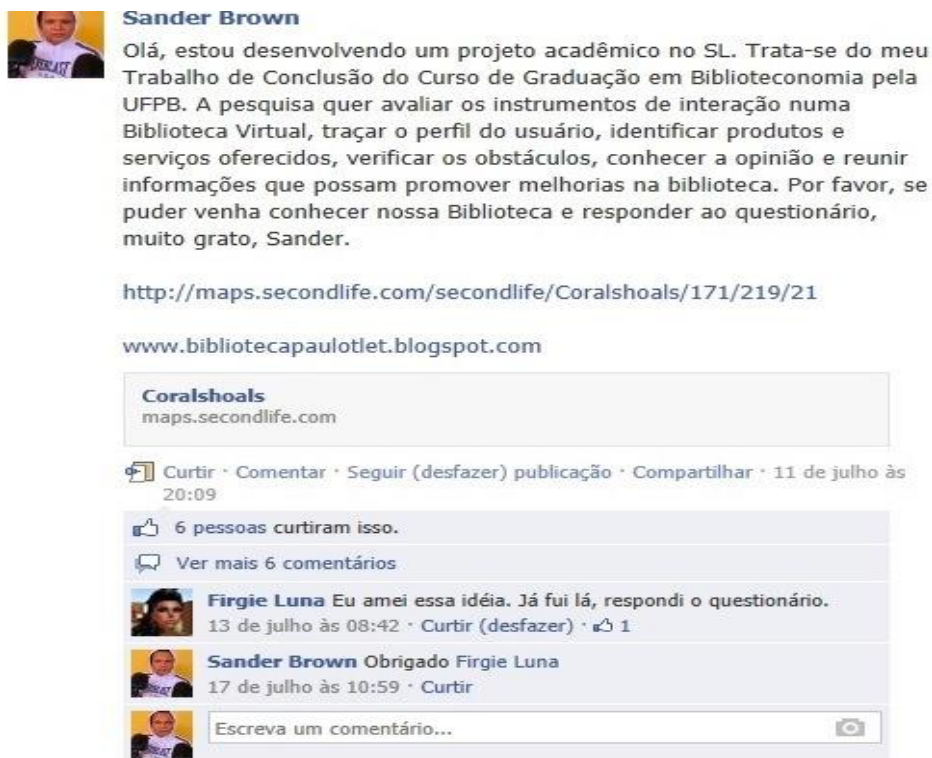 Sander Brown
Olá, estou desenvolvendo um projeto acadêmico no SL. Trata-se do meu
Trabalho de Conclusão do Curso de Graduação em Biblioteconomia pela
UFPB. A pesquisa quer avaliar os instrumentos de interação numa
Biblioteca Virtual, traçar o perfil do usuário, identificar produtos e
serviços oferecidos, verificar os obstáculos, conhecer a opinião e reunir
informações que possam promover melhorias na biblioteca. Por favor, se
puder venha conhecer nossa Biblioteca e responder ao questionário,
muito grato, Sander.
http://maps.secondlife.com/secondlife/Coralshoals/171/219/21
www.bibliotecapaulotlet.blogspot.com
Coralshoals
maps.secondlife.com
Curtir · Comentar · Seguir (desfazer) publicação · Compartilhar · 11 de julho às
20:09
6 pessoas curtiram isso.
Ver mais 6 comentários
Firgie Luna Eu amei essa idéia. Já fui lá, respondi o questionário.
13 de julho às 08:42 · Curtir (desfazer) · 1
Sander Brown Obrigado Firgie Luna
17 de julho às 10:59 · Curtir
Escreva um comentário...